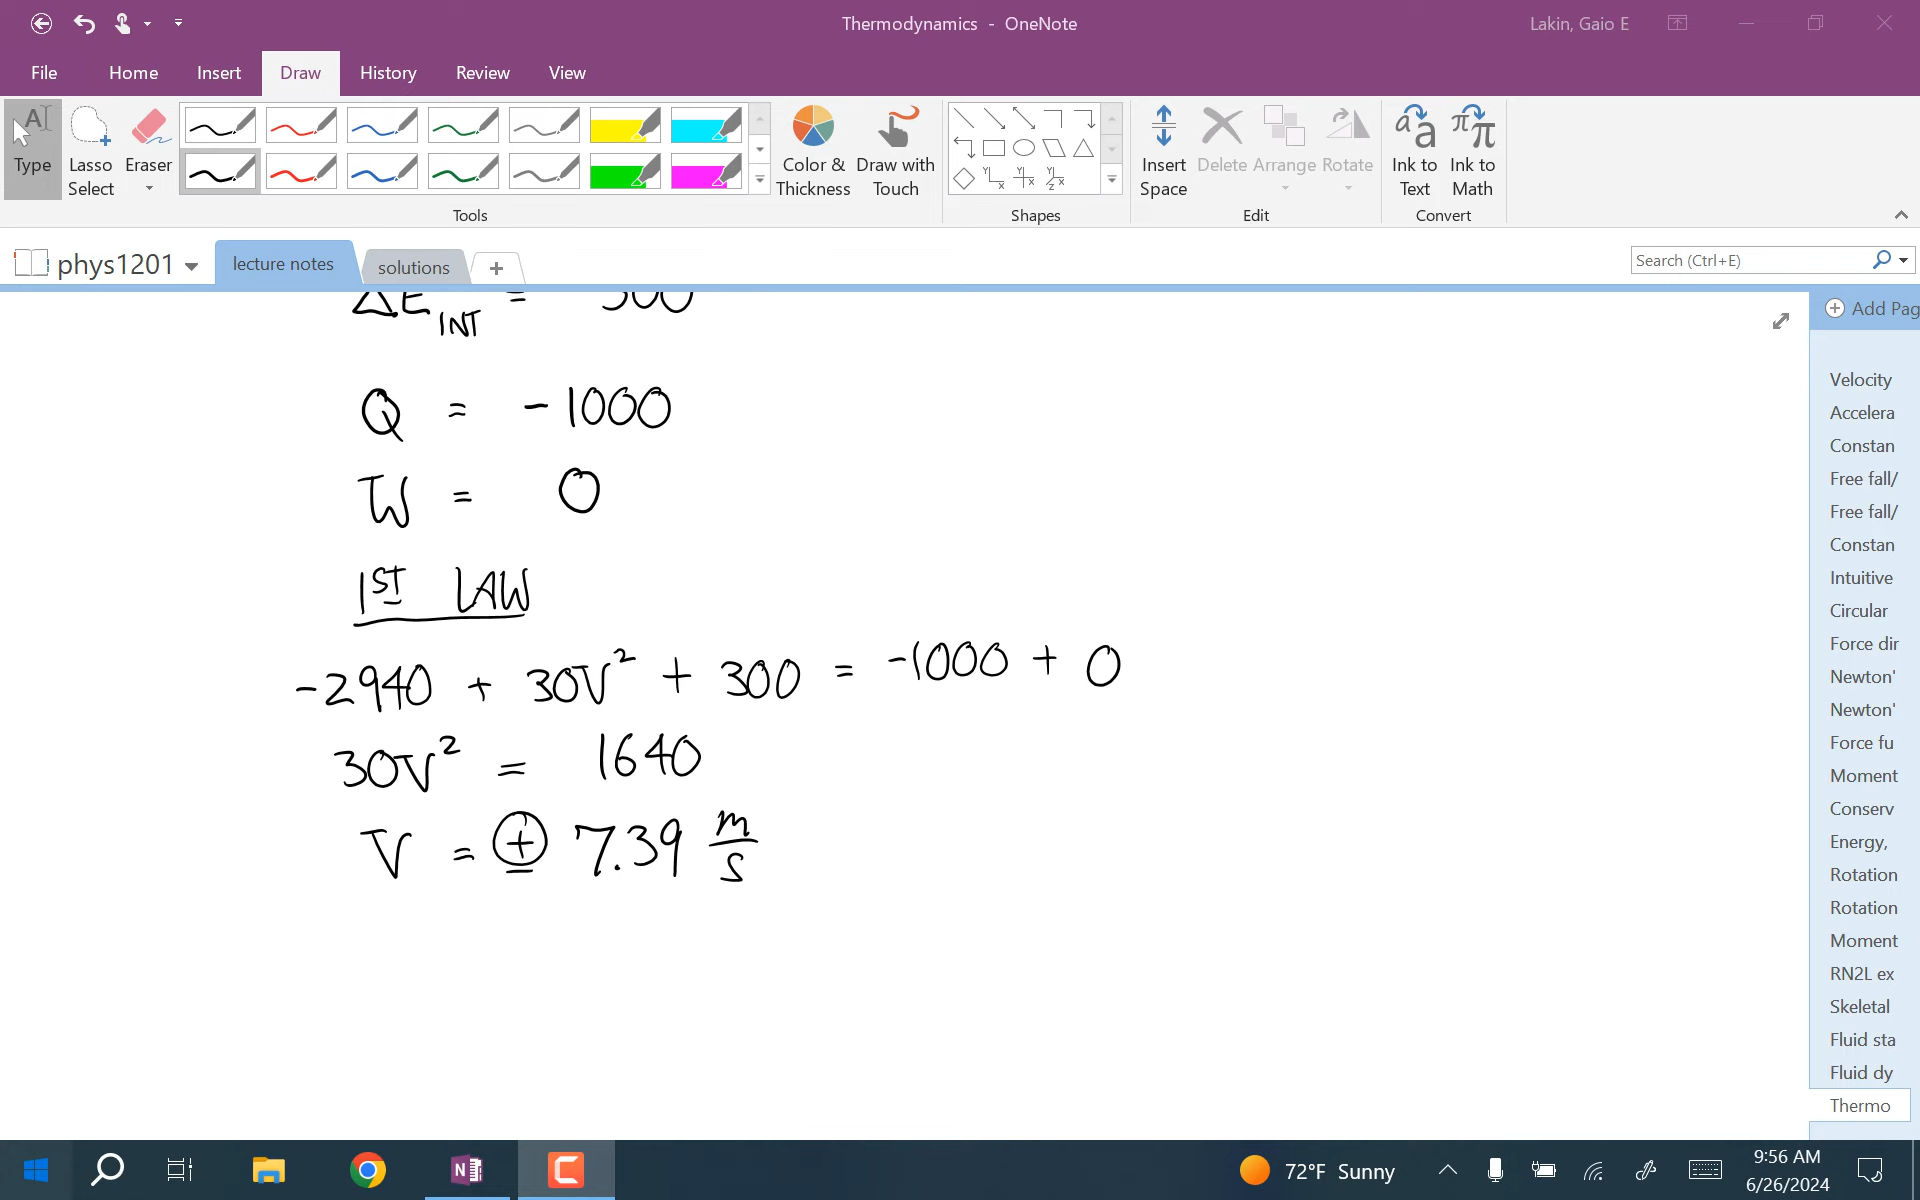 Thermodynamics - OneNote
Lakin, Gaio E
File Home Insert Draw History Review View
Type
Lasso Select
Eraser
Color & Thickness
Draw with Touch
Insert Space
Delete
Arrange
Rotate
Ink to Text
Ink to Math
Tools
Shapes
Edit
Convert
phys1201
lecture notes
solutions
Search (Ctrl+E)
Add Pag
ΔE INT = 300
Q = -1000
W = 0
1ST LAW
-2940 + 30V² + 300 = -1000 + 0
30V² = 1640
V = ± 7.39 m/s
Velocity
Accelera
Constan
Free fall/
Free fall/
Constan
Intuitive
Circular
Force dir
Newton'
Newton'
Force fu
Moment
Conserv
Energy,
Rotation
Rotation
Moment
RN2L ex
Skeletal
Fluid sta
Fluid dy
Thermo
72°F Sunny
9:56 AM
6/26/2024